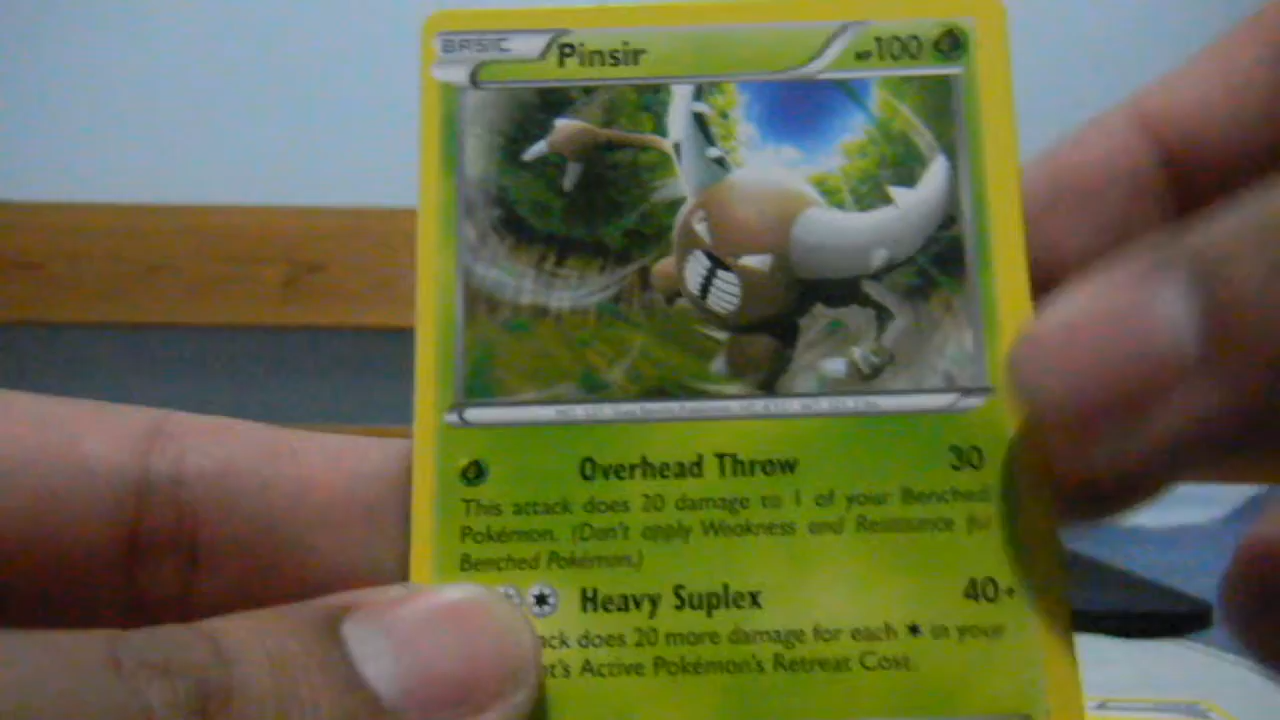 BASIC Pinsir HP100
Overhead Throw 30
This attack does 20 damage to 1 of your Benched
Pokémon. (Don't apply Weakness and Resistance for
Benched Pokémon.)
Heavy Suplex 40+
ck does 20 more damage for each in your
t's Active Pokémon's Retreat Cost.